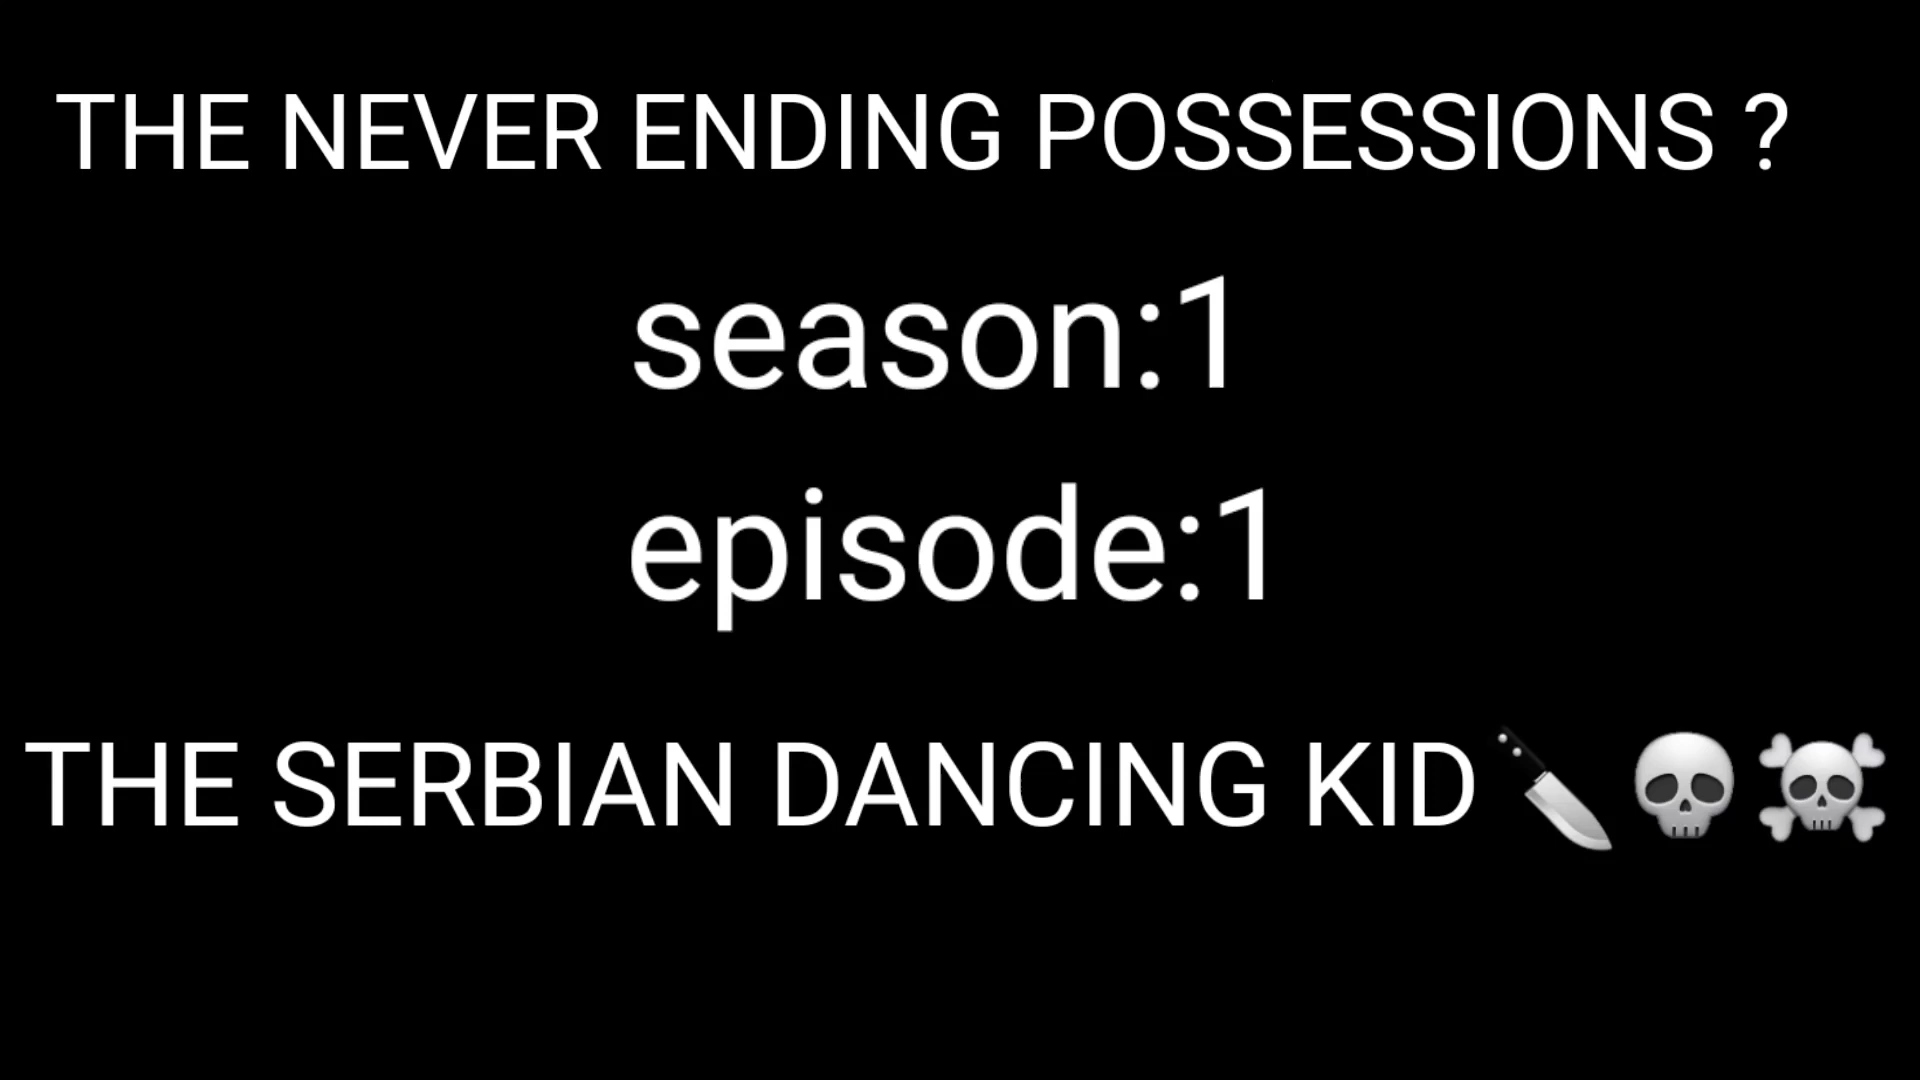 THE NEVER ENDING POSSESSIONS ?
season:1
episode:1
THE SERBIAN DANCING KID🔪💀☠️